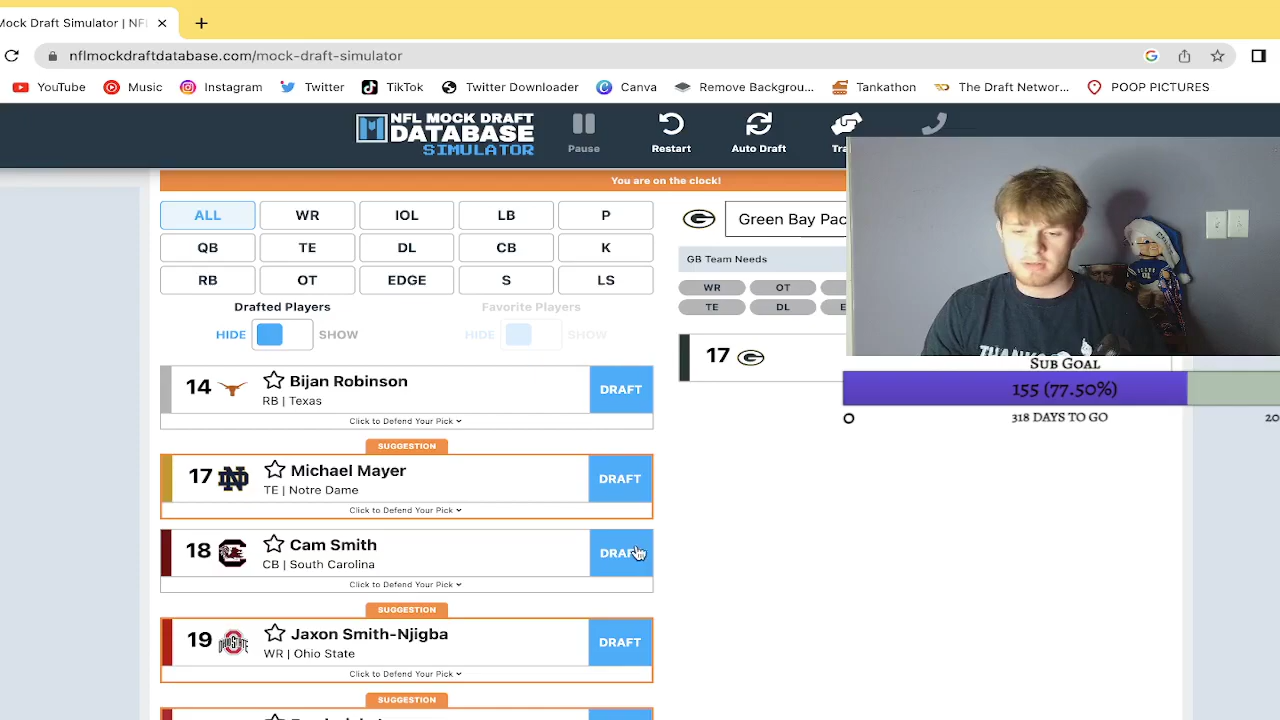 Mock Draft Simulator | NF
nflmockdraftdatabase.com/mock-draft-simulator
YouTube Music Instagram Twitter TikTok Twitter Downloader Canva Remove Backgrou... Tankathon The Draft Networ... POOP PICTURES
NFL MOCK DRAFT
DATABASE
SIMULATOR
Pause Restart Auto Draft Tra
You are on the clock!
ALL WR IOL LB P
QB TE DL CB K
RB OT EDGE S LS
Drafted Players Favorite Players
HIDE SHOW HIDE SHOW
Green Bay Pac
GB Team Needs
WR OT
TE DL E
17
14 Bijan Robinson DRAFT
RB | Texas
Click to Defend Your Pick
SUGGESTION
17 Michael Mayer DRAFT
TE | Notre Dame
Click to Defend Your Pick
18 Cam Smith DRAFT
CB | South Carolina
Click to Defend Your Pick
SUGGESTION
19 Jaxon Smith-Njigba DRAFT
WR | Ohio State
Click to Defend Your Pick
SUGGESTION
Sub Goal
155 (77.50%)
0 318 DAYS TO GO 20